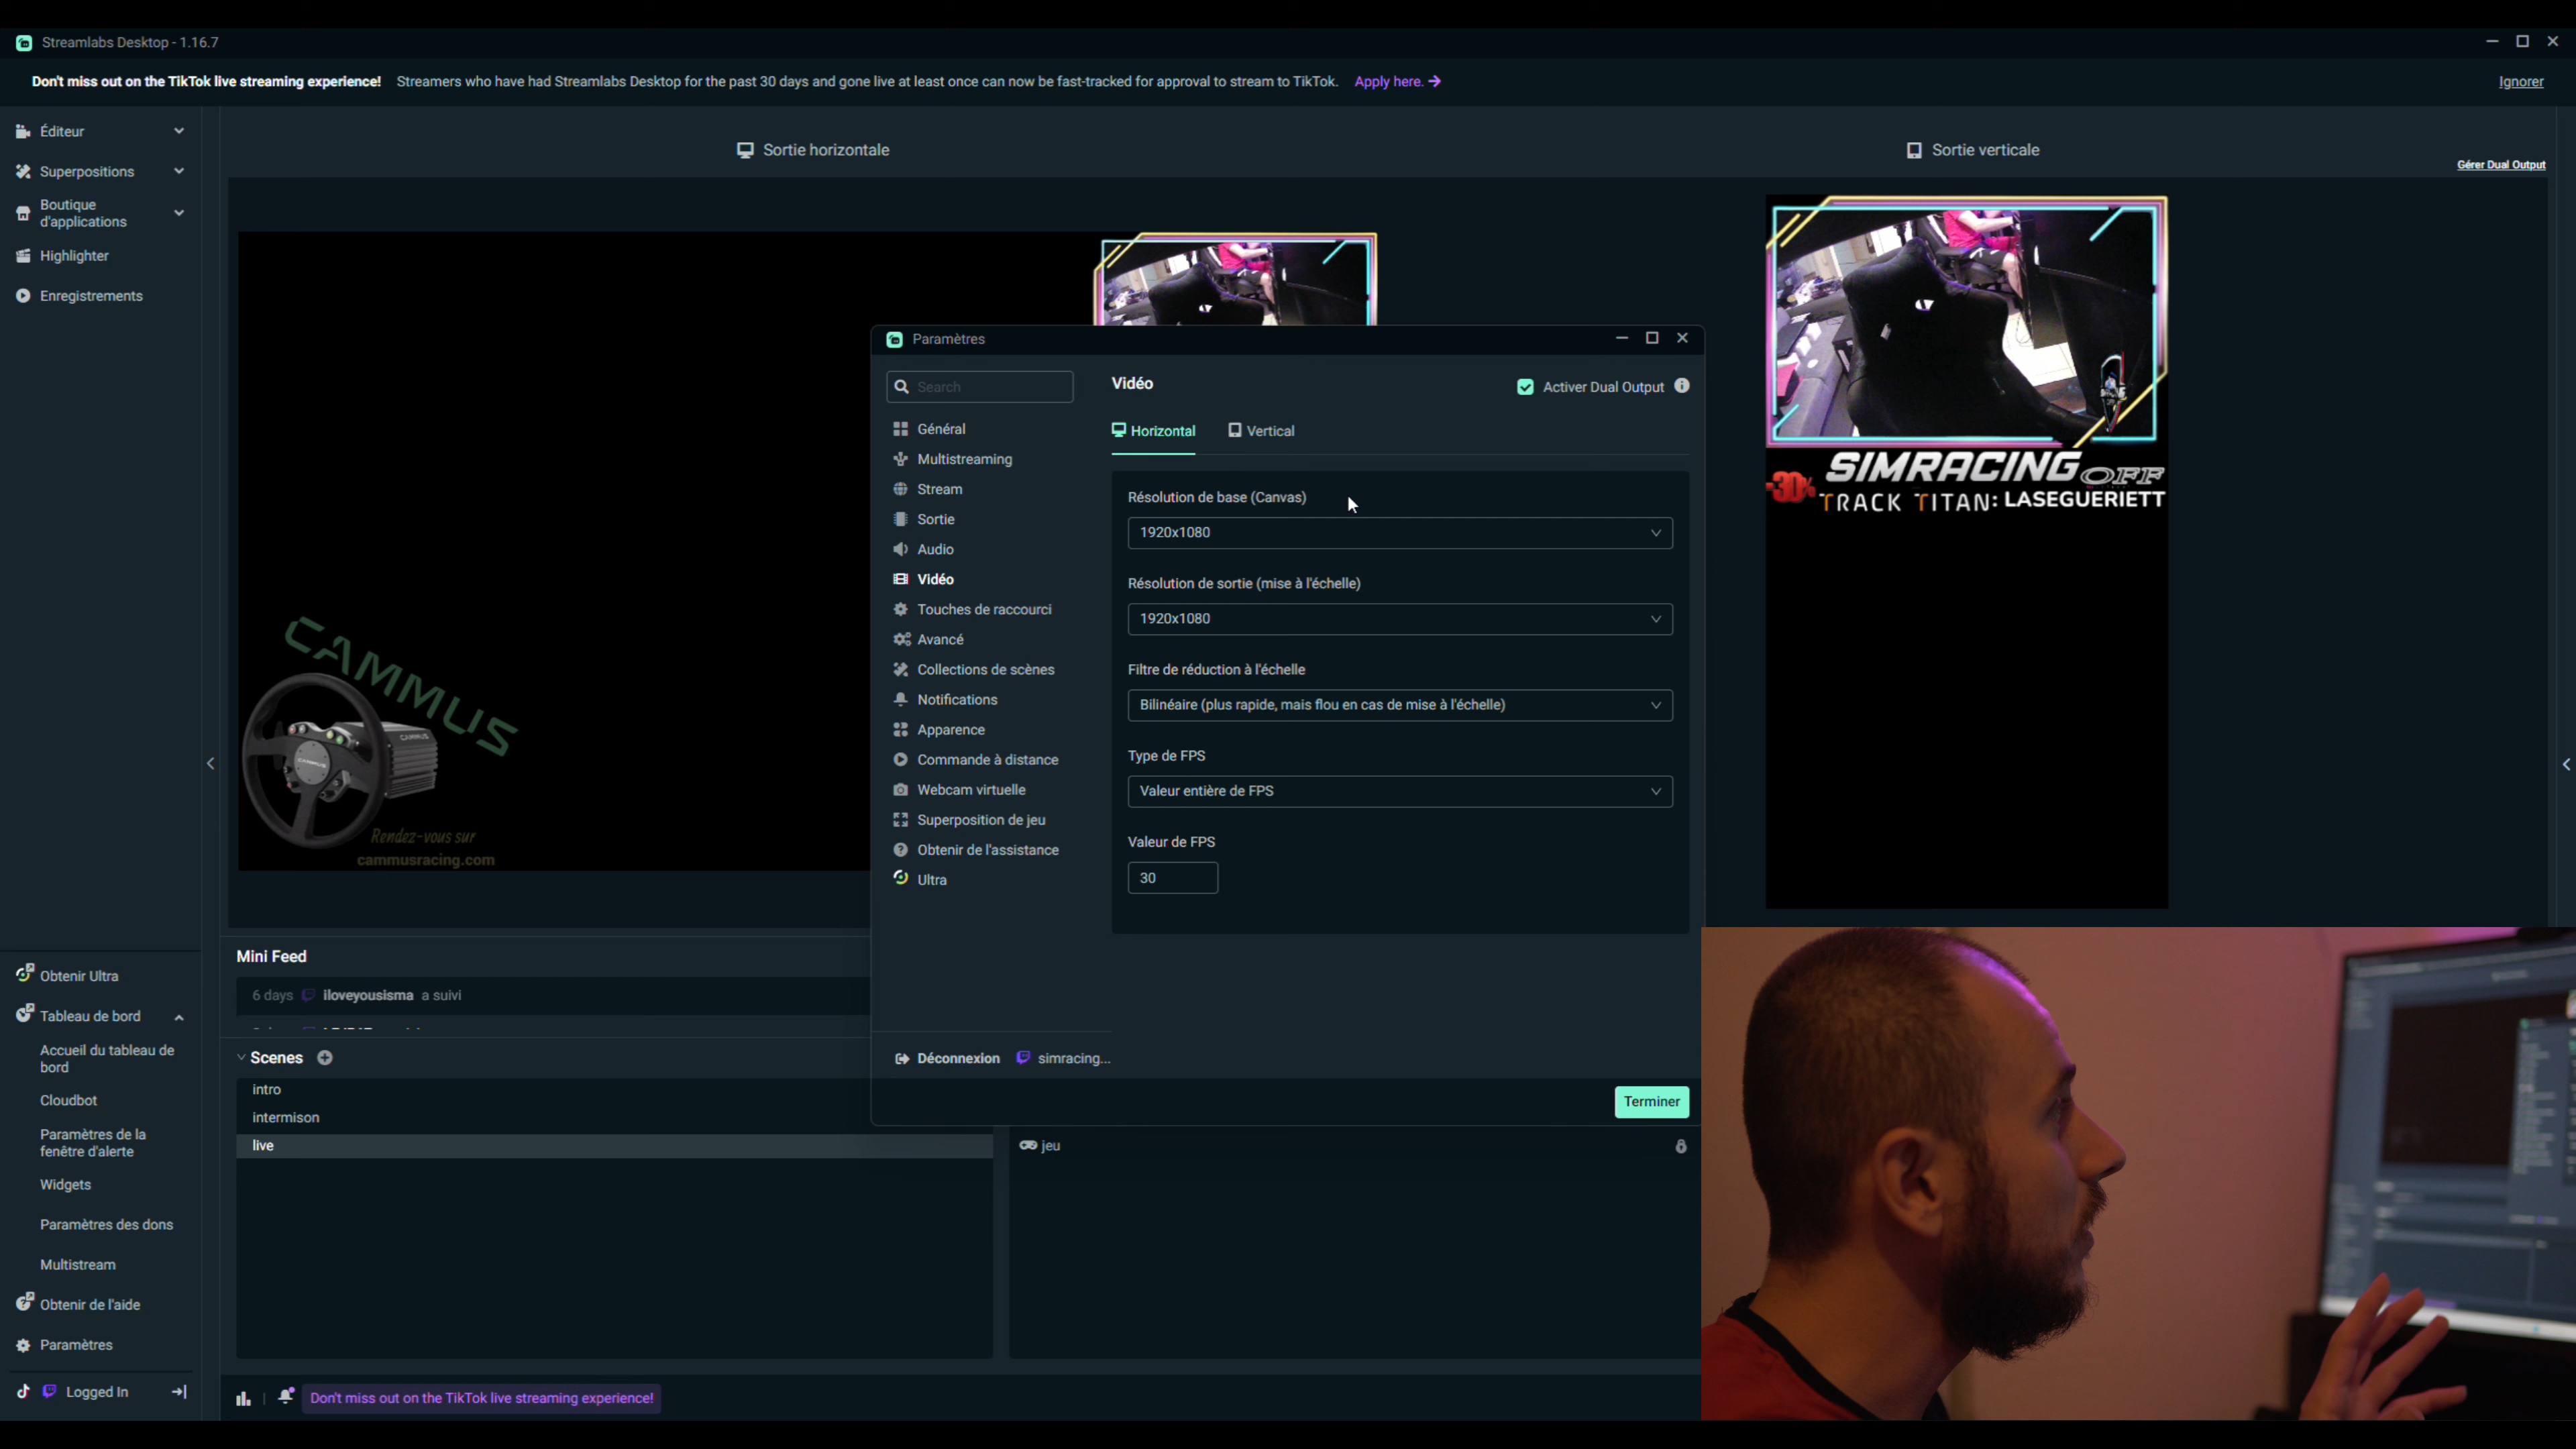 Streamlabs Desktop - 1.16.7
Don't miss out on the TikTok live streaming experience! Streamers who have had Streamlabs Desktop for the past 30 days and gone live at least once can now be fast-tracked for approval to stream to TikTok. Apply here. → Ignorer
Éditeur
Superpositions
Boutique
d'applications
Highlighter
Enregistrements
Sortie horizontale
Sortie verticale
Gérer Dual Output
CAMMUS
CAMMUS
CAMMUS
Rendez-vous sur
cammusracing.com
-30% SIMRACING OFF
TRACK TITAN: LASEGUERIETT
Paramètres
Search
Général
Multistreaming
Stream
Sortie
Audio
Vidéo
Touches de raccourci
Avancé
Collections de scènes
Notifications
Apparence
Commande à distance
Webcam virtuelle
Superposition de jeu
Obtenir de l'assistance
Ultra
Déconnexion simracing...
Vidéo
Activer Dual Output
Horizontal Vertical
Résolution de base (Canvas)
1920x1080
Résolution de sortie (mise à l'échelle)
1920x1080
Filtre de réduction à l'échelle
Bilinéaire (plus rapide, mais flou en cas de mise à l'échelle)
Type de FPS
Valeur entière de FPS
Valeur de FPS
30
Terminer
Mini Feed
6 days iloveyousisma a suivi
Scenes
intro
intermison
live
jeu
Obtenir Ultra
Tableau de bord
Accueil du tableau de
bord
Cloudbot
Paramètres de la
fenêtre d'alerte
Widgets
Paramètres des dons
Multistream
Obtenir de l'aide
Paramètres
Logged In
Don't miss out on the TikTok live streaming experience!